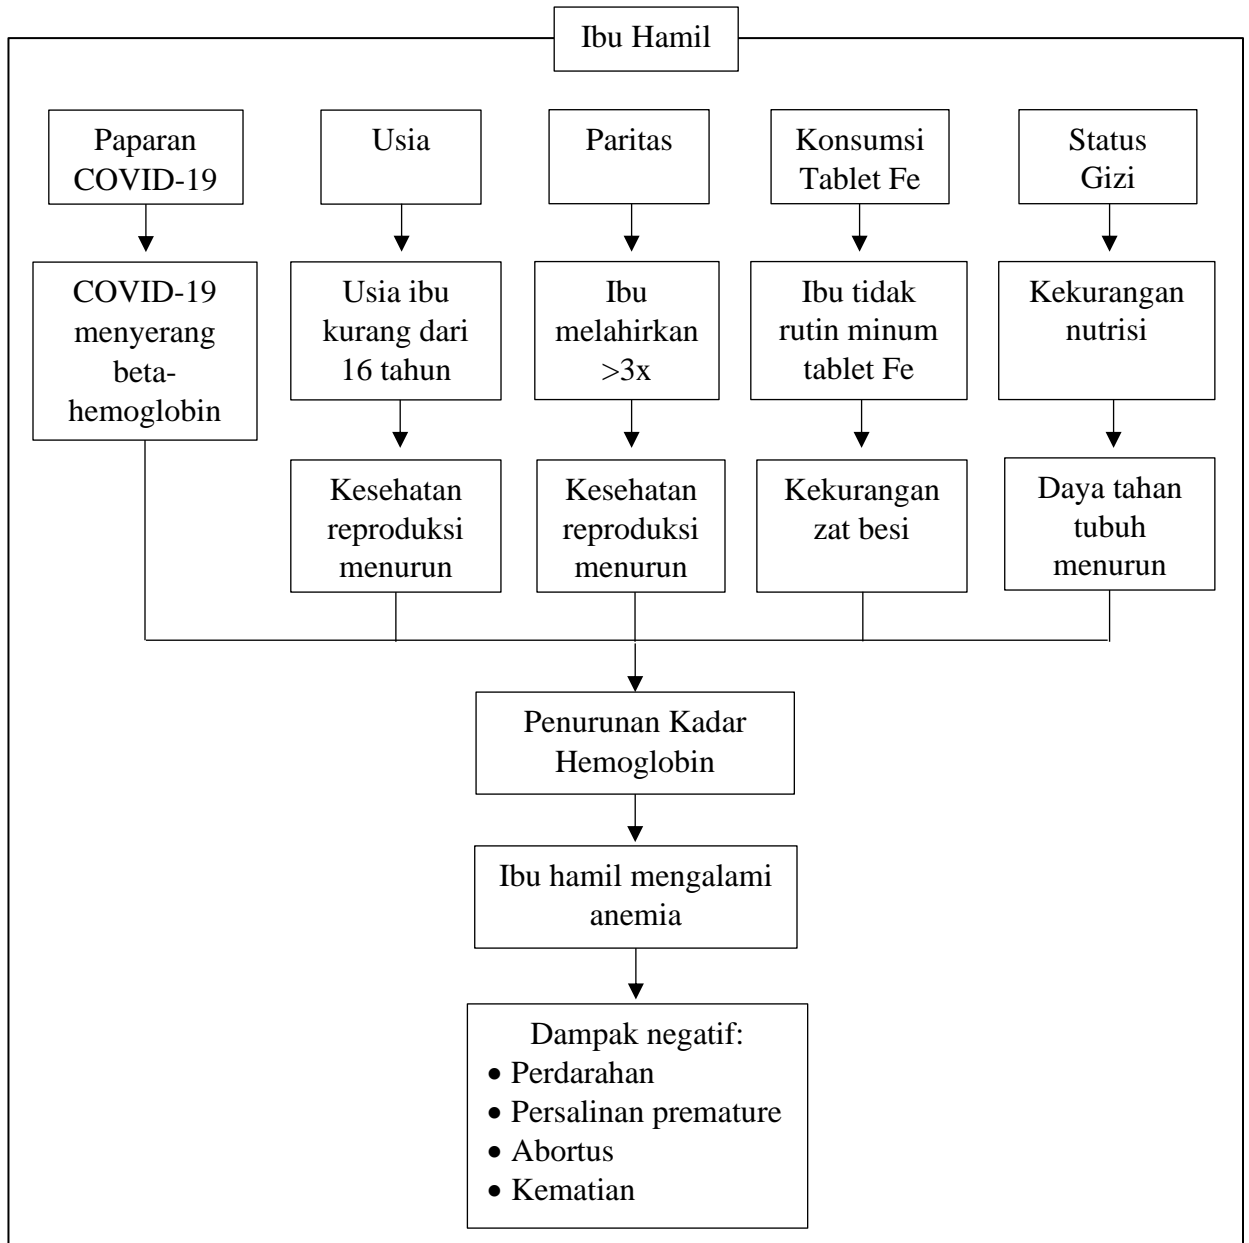 Ibu Hamil
Paparan
COVID-19
Usia
Paritas
Konsumsi
Tablet Fe
Status
Gizi
COVID-19
menyerang
beta-
hemoglobin
Usia ibu
kurang dari
16 tahun
Ibu
melahirkan
>3x
Ibu tidak
rutin minum
tablet Fe
Kekurangan
nutrisi
Kesehatan
reproduksi
menurun
Kesehatan
reproduksi
menurun
Kekurangan
zat besi
Daya tahan
tubuh
menurun
Penurunan Kadar
Hemoglobin
Ibu hamil mengalami
anemia
Dampak negatif:
• Perdarahan
• Persalinan premature
• Abortus
• Kematian